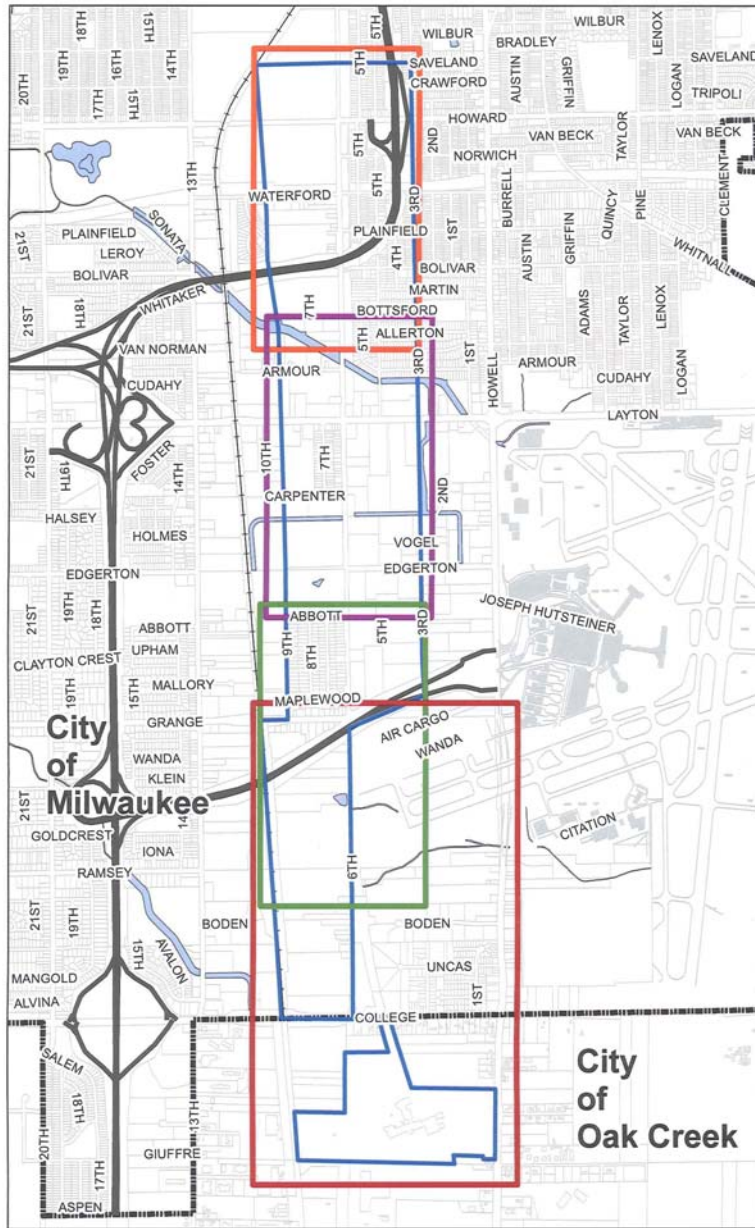 15TH
18TH
5TH
WILBUR
WILBUR
BRADLEY
LENOX
20TH
19TH
16TH
14TH
5TH
SAVELAND
SAVELAND
CRAWFORD
AUSTIN
GRIFFIN
LOGAN
TRIPOLI
17TH
15TH
HOWARD
2ND
VAN BECK
TAYLOR
VAN BECK
5TH
NORWICH
13TH
5TH
3RD
WATERFORD
BURRELL
QUINCY
PINE
CLEMENT
SONATA
21ST
PLAINFIELD
LEROY
BOLIVAR
PLAINFIELD
4TH
1ST
BOLIVAR
AUSTIN
GRIFFIN
WHITNALL
WHITAKER
18TH
21ST
MARTIN
7TH
BOTTSFORD
ADAMS
TAYLOR
LENOX
VAN NORMAN
5TH
ALLERTON
1ST
3RD
CUDAHY
ARMOUR
HOWELL
ARMOUR
CUDAHY
LOGAN
LAYTON
21ST
19TH
FOSTER
14TH
10TH
7TH
2ND
CARPENTER
HALSEY
HOLMES
VOGEL
EDGERTON
EDGERTON
21ST
19TH
18TH
ABBOTT
ABBOTT
5TH
3RD
JOSEPH HUTSTEINER
UPHAM
CLAYTON CREST
9TH
8TH
19TH
15TH
MALLORY
MAPLEWOOD
GRANGE
AIR CARGO
WANDA
City
of
Milwaukee
WANDA
KLEIN
21ST
14
GOLDCREST
IONA
CITATION
RAMSEY
6TH
21ST
19TH
BODEN
BODEN
15TH
AVALON
UNCAS
MANGOLD
ALVINA
1ST
COLLEGE
SALEM
City
of
Oak Creek
18TH
20TH
13TH
17TH
GIUFFRE
ASPEN